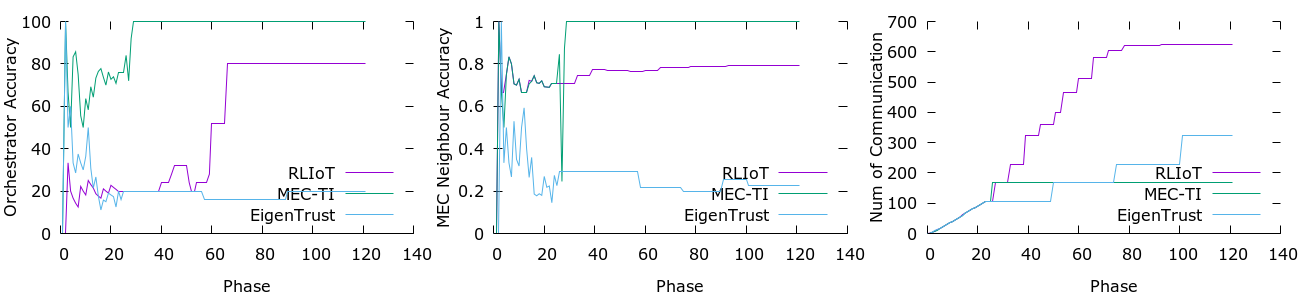 Orchestrator Accuracy
100
80
60
40
20
0
0 20 40 60 80 100 120 140
Phase
RLIoT
MEC-TI
EigenTrust
MEC Neighbour Accuracy
1
0.8
0.6
0.4
0.2
0
0 20 40 60 80 100 120 140
Phase
RLIoT
MEC-TI
EigenTrust
Num of Communication
700
600
500
400
300
200
100
0
0 20 40 60 80 100 120 140
Phase
RLIoT
MEC-TI
EigenTrust